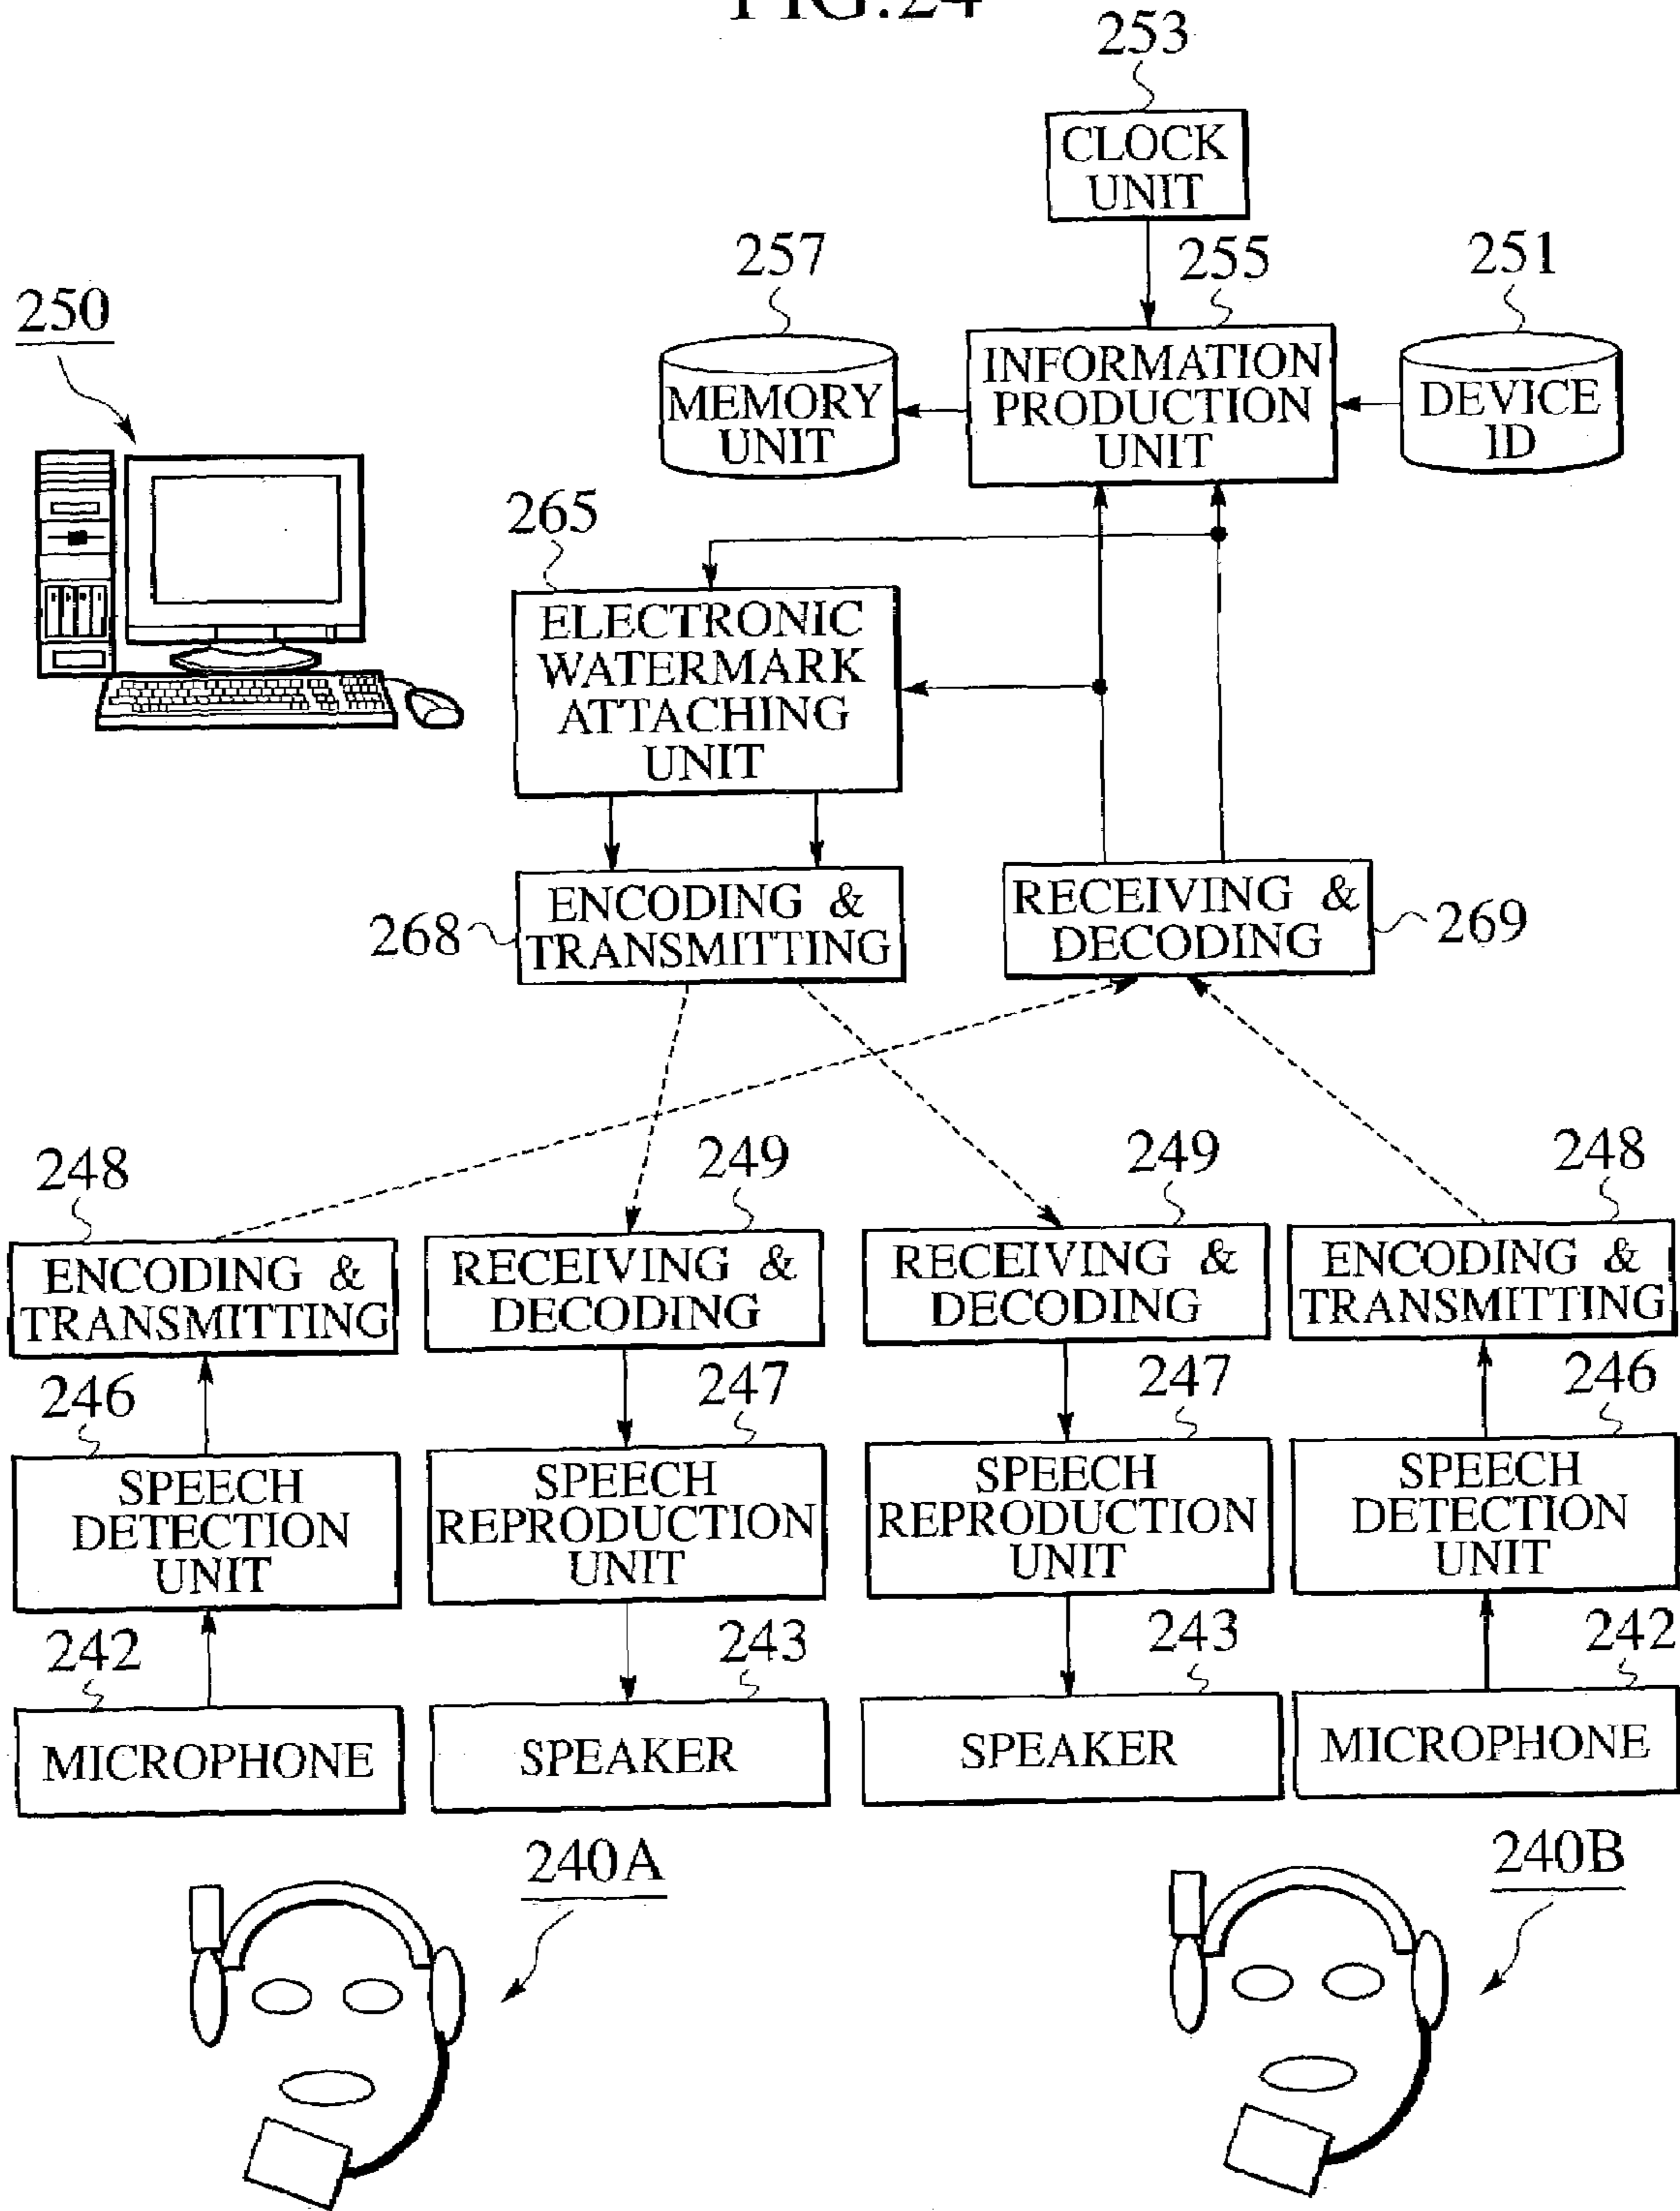 FIG.24
253
CLOCK
UNIT
257
255
251
250
MEMORY
UNIT
INFORMATION
PRODUCTION
UNIT
DEVICE
ID
265
ELECTRONIC
WATERMARK
ATTACHING
UNIT
268
ENCODING &
TRANSMITTING
RECEIVING &
DECODING
269
248
249
249
248
ENCODING &
TRANSMITTING
RECEIVING &
DECODING
RECEIVING &
DECODING
ENCODING &
TRANSMITTING
246
247
247
246
SPEECH
DETECTION
UNIT
SPEECH
REPRODUCTION
UNIT
SPEECH
REPRODUCTION
UNIT
SPEECH
DETECTION
UNIT
242
243
243
242
MICROPHONE
SPEAKER
SPEAKER
MICROPHONE
240A
240B